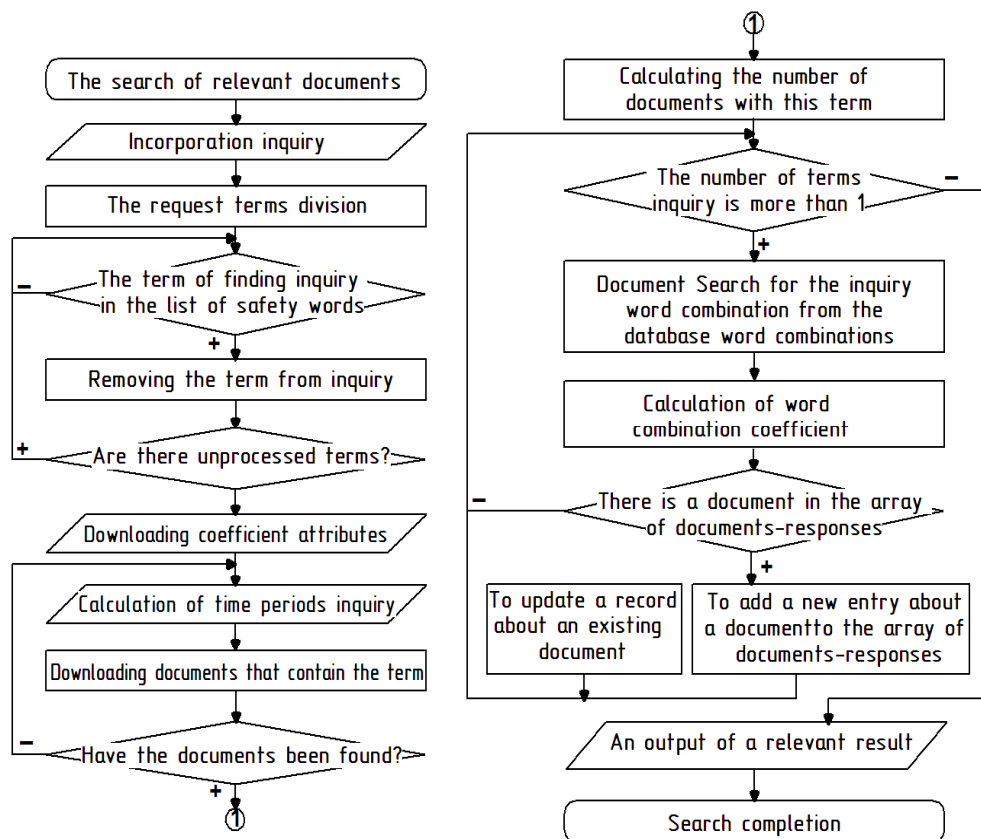 The search of relevant documents
Incorporation inquiry
The request terms division
The term of finding inquiry
in the list of safety words
–
+
Removing the term from inquiry
Are there unprocessed terms?
+
Downloading coefficient attributes
Calculation of time periods inquiry
Downloading documents that contain the term
Have the documents been found?
–
+
1
1
Calculating the number of
documents with this term
The number of terms
inquiry is more than 1
–
+
Document Search for the inquiry
word combination from the
database word combinations
Calculation of word
combination coefficient
There is a document in the array
of documents-responses
–
+
To update a record
about an existing
document
To add a new entry about
a documentto the array of
documents-responses
An output of a relevant result
Search completion